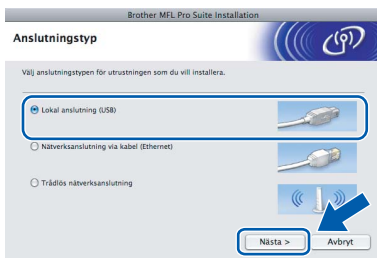 Brother MFL Pro Suite Installation
Anslutningstyp
Välj anslutningstypen för utrustningen som du vill installera.
Lokal anslutning (USB)
Nätverksanslutning via kabel (Ethernet)
Trådlös nätverksanslutning
Nästa > Avbryt